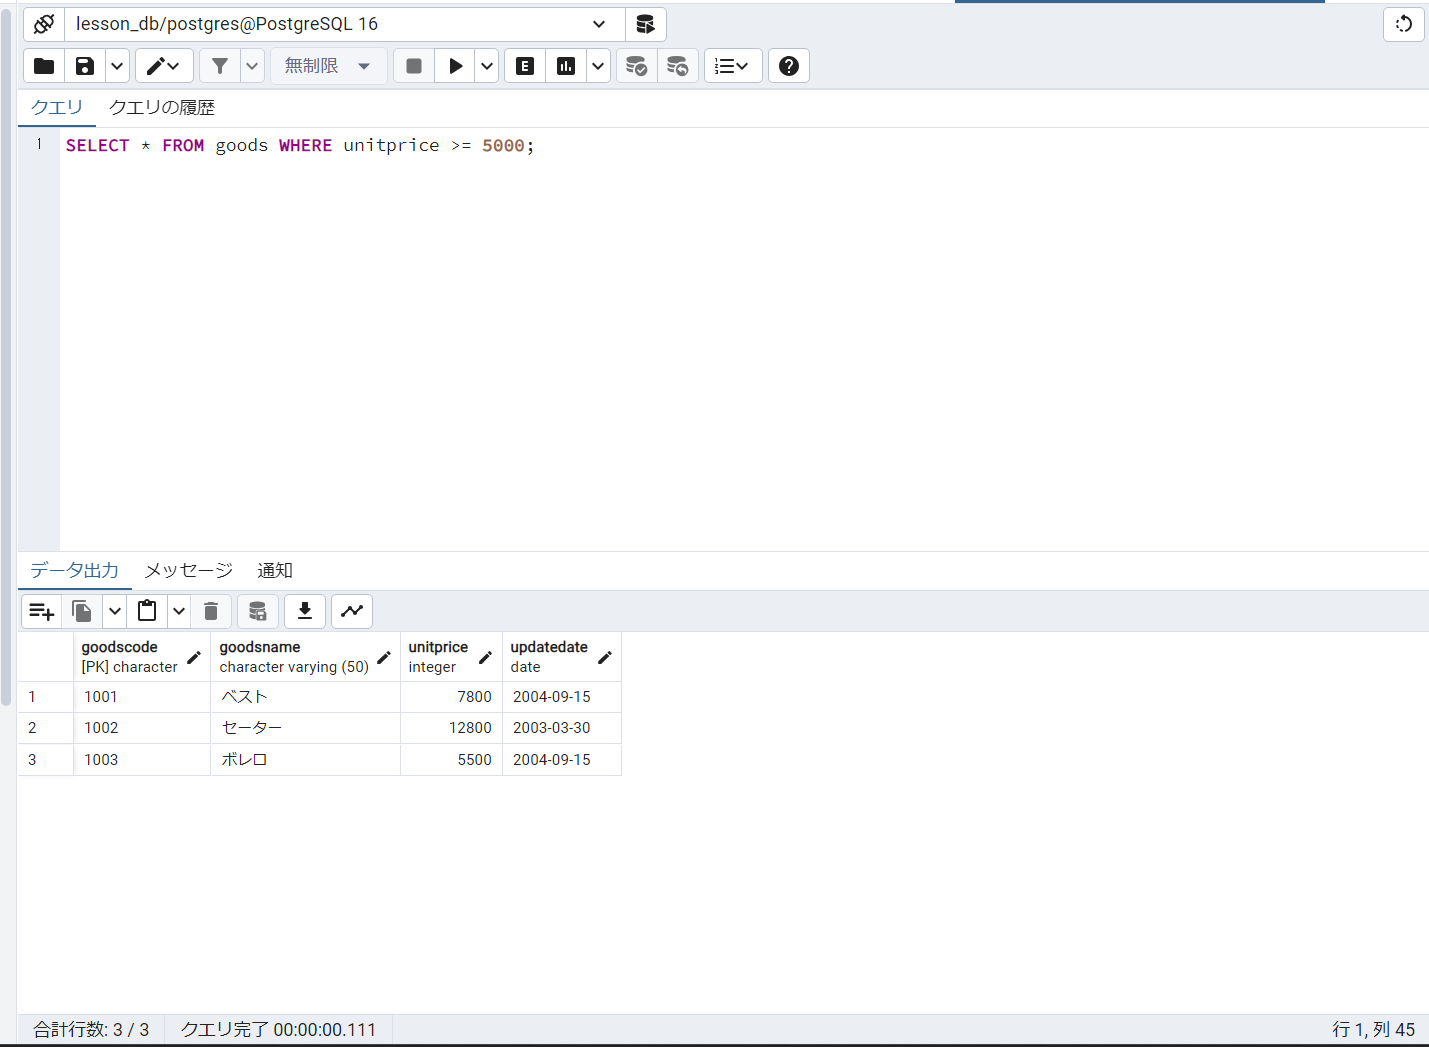 lesson_db/postgres@PostgreSQL 16
無制限
E
クエリ クエリの履歴
1 SELECT * FROM goods WHERE unitprice >= 5000;
データ出力 メッセージ 通知
goodscode goodsname unitprice updatedate
[PK] character character varying (50) integer date
1 1001 ベスト 7800 2004-09-15
2 1002 セーター 12800 2003-03-30
3 1003 ボレロ 5500 2004-09-15
合計行数: 3 / 3 クエリ完了 00:00:00.111 行 1, 列 45